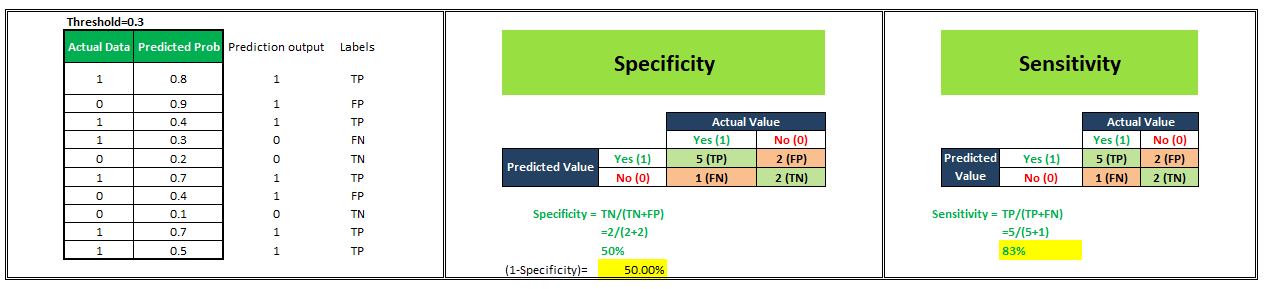 Threshold=0.3
Actual Data Predicted Prob Prediction output Labels
1 0.8 1 TP
0 0.9 1 FP
1 0.4 1 TP
1 0.3 0 FN
0 0.2 0 TN
1 0.7 1 TP
0 0.4 1 FP
0 0.1 0 TN
1 0.7 1 TP
1 0.5 1 TP
Specificity
Actual Value
Yes (1) No (0)
Predicted Value Yes (1) 5 (TP) 2 (FP)
No (0) 1 (FN) 2 (TN)
Specificity = TN/(TN+FP)
=2/(2+2)
50%
(1-Specificity)= 50.00%
Sensitivity
Actual Value
Yes (1) No (0)
Predicted Yes (1) 5 (TP) 2 (FP)
Value No (0) 1 (FN) 2 (TN)
Sensitivity = TP/(TP+FN)
=5/(5+1)
83%